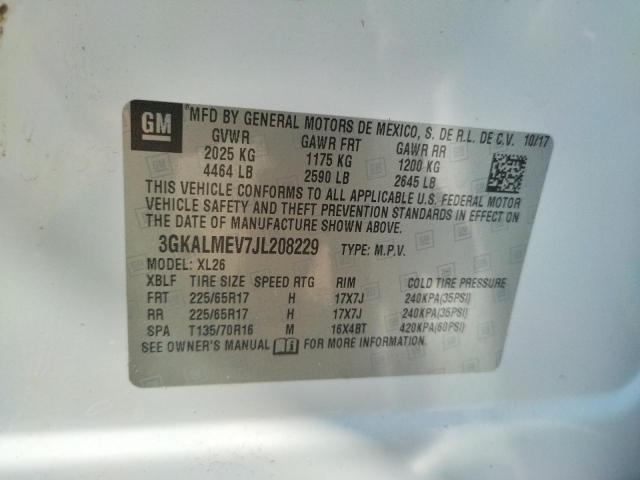 GM
MFD BY GENERAL MOTORS DE MEXICO, S. DE R.L. DE C.V. 10/17
GVWR GAWR FRT GAWR RR
2025 KG 1175 KG 1200 KG
4464 LB 2590 LB 2645 LB
THIS VEHICLE CONFORMS TO ALL APPLICABLE U.S. FEDERAL MOTOR
VEHICLE SAFETY AND THEFT PREVENTION STANDARDS IN EFFECT ON
THE DATE OF MANUFACTURE SHOWN ABOVE.
3GKALMEV7JL208229 TYPE: M.P.V.
MODEL: XL26
XBLF TIRE SIZE SPEED RTG RIM COLD TIRE PRESSURE
FRT 225/65R17 H 17X7J 240KPA(35PSI)
RR 225/65R17 H 17X7J 240KPA(35PSI)
SPA T135/70R16 M 16X4BT 420KPA(60PSI)
SEE OWNER'S MANUAL FOR MORE INFORMATION.